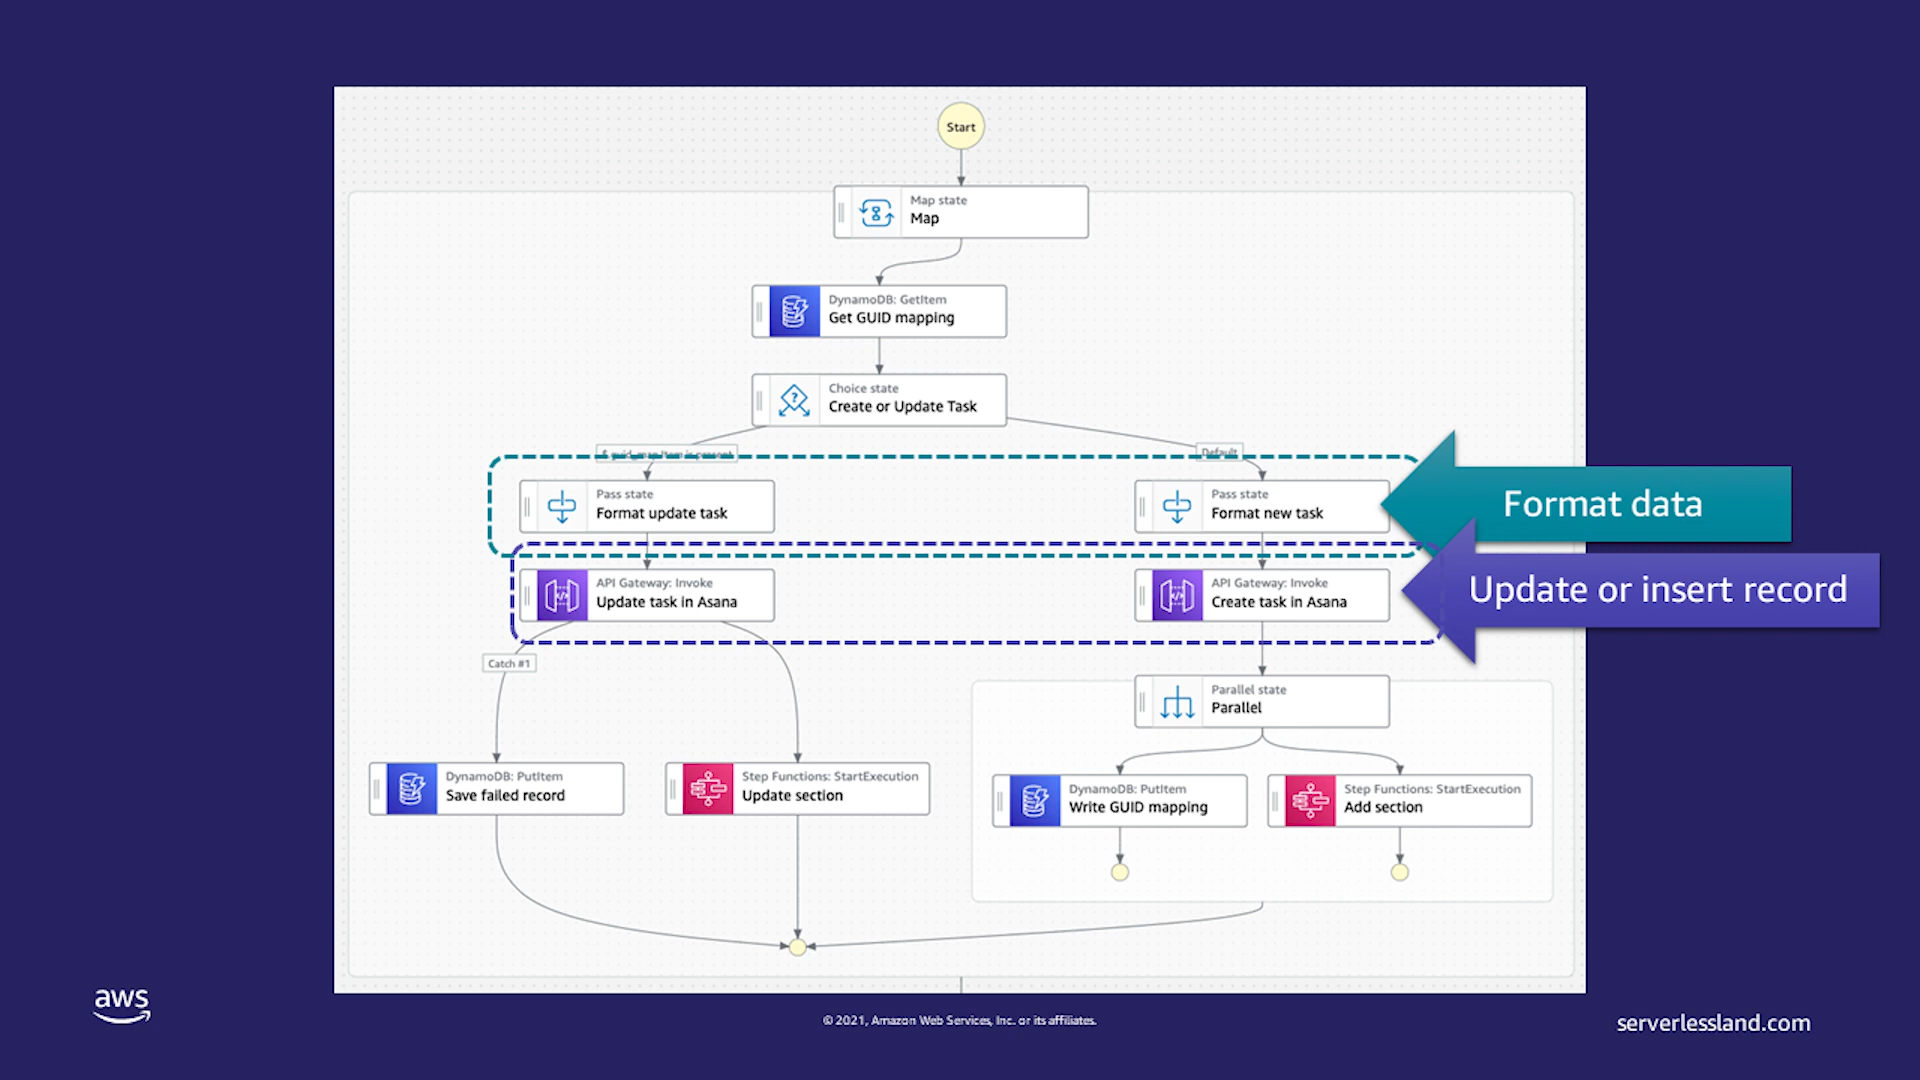 Start
Map state
Map
DynamoDB: GetItem
Get GUID mapping
Choice state
Create or Update Task
Default
Pass state
Format update task
Pass state
Format new task
Format data
API Gateway: Invoke
Update task in Asana
API Gateway: Invoke
Create task in Asana
Update or insert record
Catch #1
Parallel state
Parallel
DynamoDB: PutItem
Save failed record
Step Functions: StartExecution
Update section
DynamoDB: PutItem
Write GUID mapping
Step Functions: StartExecution
Add section
aws
© 2021, Amazon Web Services, Inc. or its affiliates.
serverlessland.com